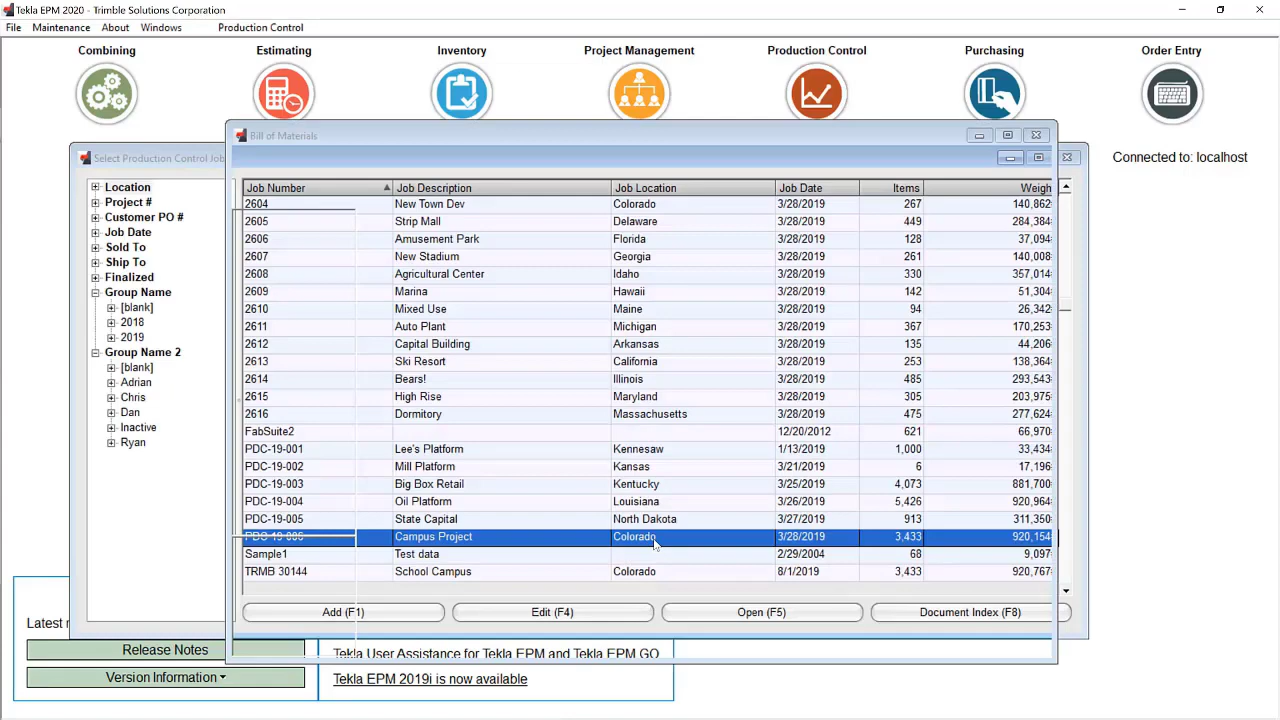 Tekla EPM 2020 - Trimble Solutions Corporation
File Maintenance About Windows Production Control
Combining Estimating Inventory Project Management Production Control Purchasing Order Entry
Bill of Materials
Select Production Control Job
Connected to: localhost
Location
Project #
Customer PO #
Job Date
Sold To
Ship To
Finalized
Group Name
[blank]
2018
2019
Group Name 2
[blank]
Adrian
Chris
Dan
Inactive
Ryan
Job Number Job Description Job Location Job Date Items Weigh
2604 New Town Dev Colorado 3/28/2019 267 140,862
2605 Strip Mall Delaware 3/28/2019 449 284,384
2606 Amusement Park Florida 3/28/2019 128 37,094
2607 New Stadium Georgia 3/28/2019 261 140,008
2608 Agricultural Center Idaho 3/28/2019 330 357,014
2609 Marina Hawaii 3/28/2019 142 51,304
2610 Mixed Use Maine 3/28/2019 94 26,342
2611 Auto Plant Michigan 3/28/2019 367 170,253
2612 Capital Building Arkansas 3/28/2019 135 44,206
2613 Ski Resort California 3/28/2019 253 138,364
2614 Bears! Illinois 3/28/2019 485 293,543
2615 High Rise Maryland 3/28/2019 305 203,975
2616 Dormitory Massachusetts 3/28/2019 475 277,624
FabSuite2 12/20/2012 621 66,970
PDC-19-001 Lee's Platform Kennesaw 1/13/2019 1,000 33,434
PDC-19-002 Mill Platform Kansas 3/21/2019 6 17,196
PDC-19-003 Big Box Retail Kentucky 3/25/2019 4,073 881,700
PDC-19-004 Oil Platform Louisiana 3/26/2019 5,426 920,964
PDC-19-005 State Capital North Dakota 3/27/2019 913 311,350
PDC-19-006 Campus Project Colorado 3/28/2019 3,433 920,154
Sample1 Test data 2/29/2004 68 9,097
TRMB 30144 School Campus Colorado 8/1/2019 3,433 920,767
Add (F1) Edit (F4) Open (F5) Document Index (F8)
Latest
Release Notes
Version Information
Tekla User Assistance for Tekla EPM and Tekla EPM GO
Tekla EPM 2019i is now available